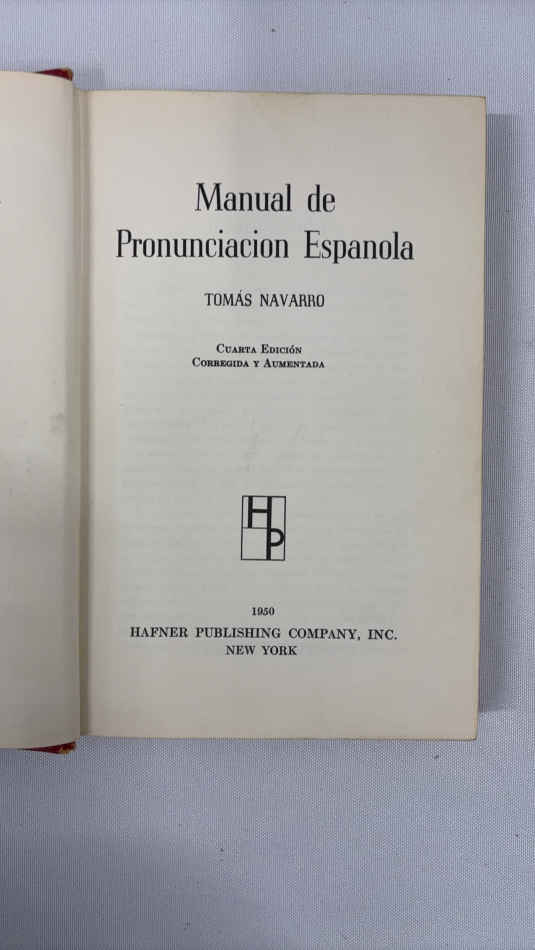 Manual de
Pronunciacion Espanola
TOMÁS NAVARRO
CUARTA EDICIÓN
CORREGIDA Y AUMENTADA
HP
1950
HAFNER PUBLISHING COMPANY, INC.
NEW YORK